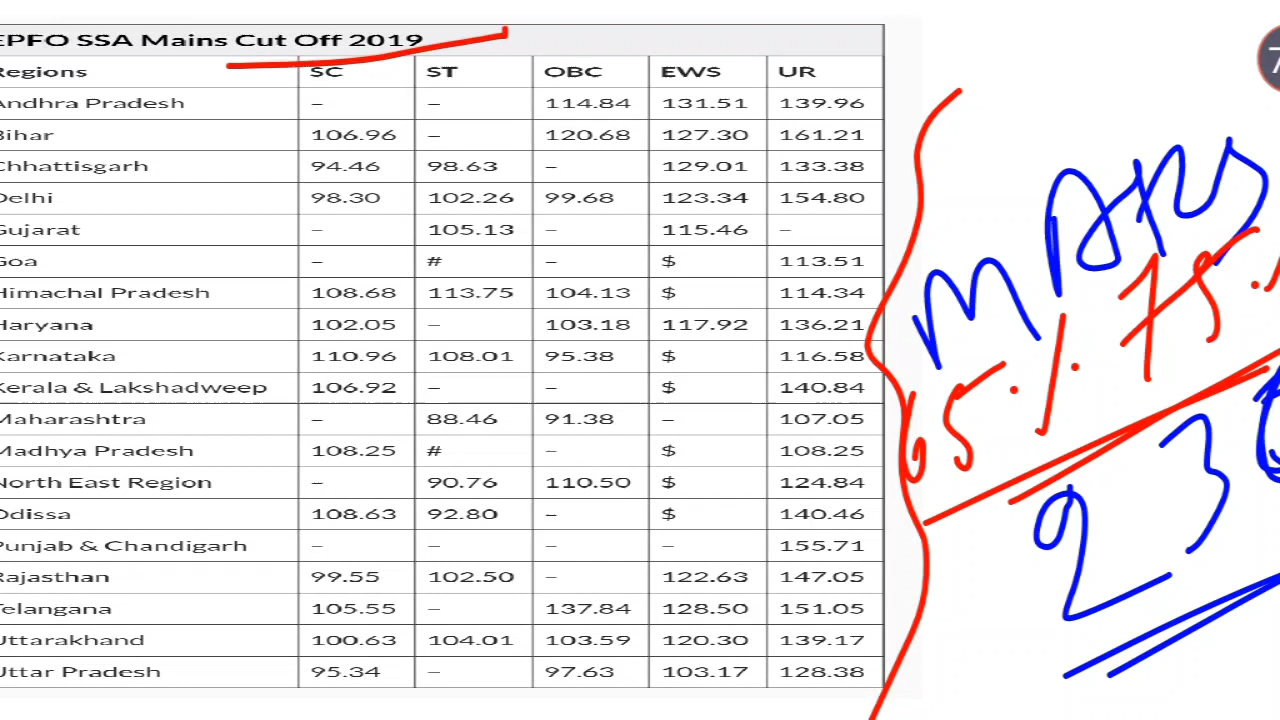 EPFO SSA Mains Cut Off 2019
Regions SC ST OBC EWS UR
Andhra Pradesh – – 114.84 131.51 139.96
Bihar 106.96 – 120.68 127.30 161.21
Chhattisgarh 94.46 98.63 – 129.01 133.38
Delhi 98.30 102.26 99.68 123.34 154.80
Gujarat – 105.13 – 115.46 –
Goa – # – $ 113.51
Himachal Pradesh 108.68 113.75 104.13 $ 114.34
Haryana 102.05 – 103.18 117.92 136.21
Karnataka 110.96 108.01 95.38 $ 116.58
Kerala & Lakshadweep 106.92 – – $ 140.84
Maharashtra – 88.46 91.38 – 107.05
Madhya Pradesh 108.25 # – $ 108.25
North East Region – 90.76 110.50 $ 124.84
Odissa 108.63 92.80 – $ 140.46
Punjab & Chandigarh – – – – 155.71
Rajasthan 99.55 102.50 – 122.63 147.05
Telangana 105.55 – 137.84 128.50 151.05
Uttarakhand 100.63 104.01 103.59 120.30 139.17
Uttar Pradesh 95.34 – 97.63 103.17 128.38
65%
23